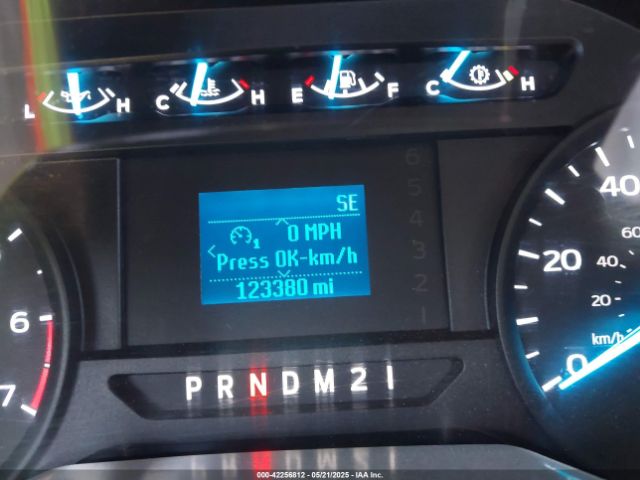 L H C H E F C H
SE
0 MPH
Press OK-km/h
123380 mi
6
5
4
3
2
1
6
7
40
20
0
60
40
20
km/h
P R N D M 2 1
000-42256812 - 05/21/2025 - IAA Inc.